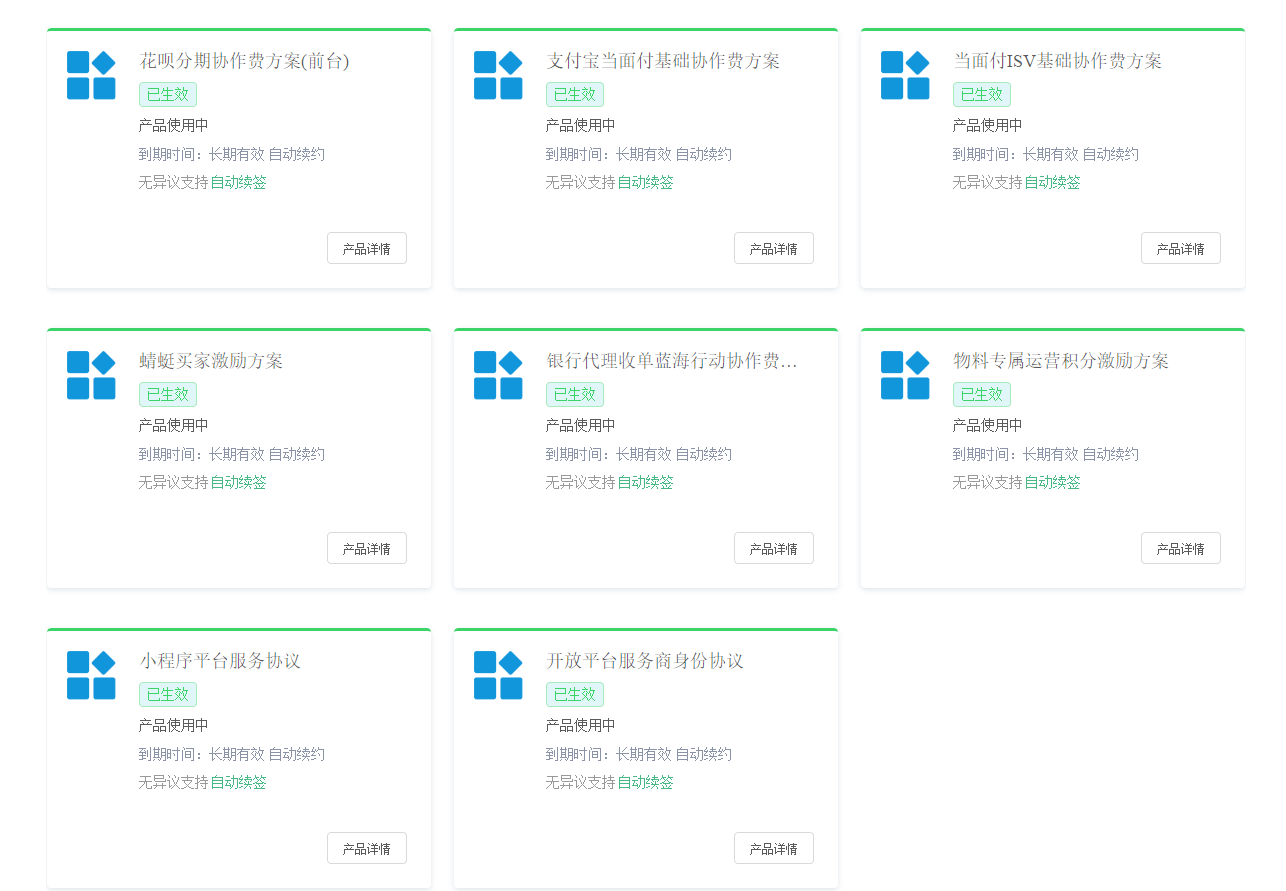 花呗分期协作费方案(前台)
已生效
产品使用中
到期时间：长期有效 自动续约
无异议支持自动续签
产品详情
支付宝当面付基础协作费方案
已生效
产品使用中
到期时间：长期有效 自动续约
无异议支持自动续签
产品详情
当面付ISV基础协作费方案
已生效
产品使用中
到期时间：长期有效 自动续约
无异议支持自动续签
产品详情
蜻蜓买家激励方案
已生效
产品使用中
到期时间：长期有效 自动续约
无异议支持自动续签
产品详情
银行代理收单蓝海行动协作费...
已生效
产品使用中
到期时间：长期有效 自动续约
无异议支持自动续签
产品详情
物料专属运营积分激励方案
已生效
产品使用中
到期时间：长期有效 自动续约
无异议支持自动续签
产品详情
小程序平台服务协议
已生效
产品使用中
到期时间：长期有效 自动续约
无异议支持自动续签
产品详情
开放平台服务商身份协议
已生效
产品使用中
到期时间：长期有效 自动续约
无异议支持自动续签
产品详情